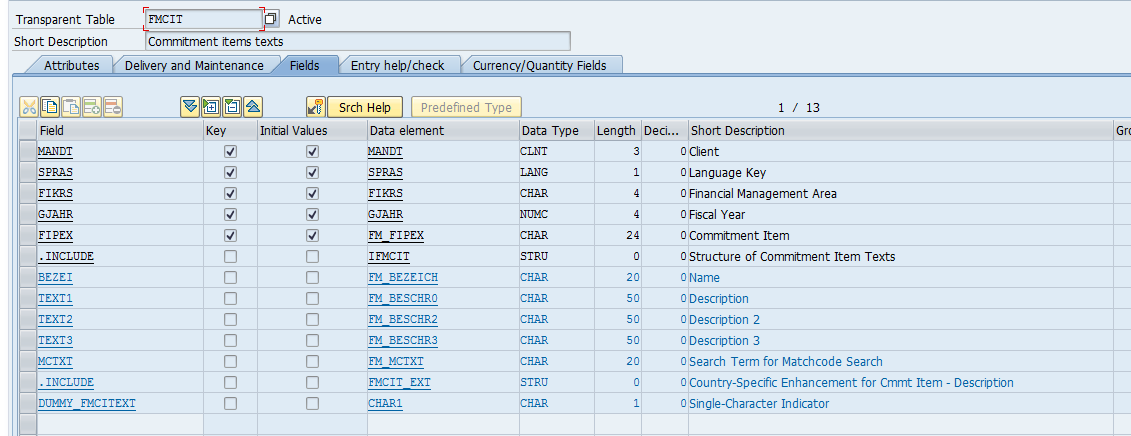 Transparent Table FMCIT Active
Short Description Commitment items texts
Attributes Delivery and Maintenance Fields Entry help/check Currency/Quantity Fields
Srch Help Predefined Type 1 / 13
Field Key Initial Values Data element Data Type Length Deci... Short Description Gro
MANDT MANDT CLNT 3 0 Client
SPRAS SPRAS LANG 1 0 Language Key
FIKRS FIKRS CHAR 4 0 Financial Management Area
GJAHR GJAHR NUMC 4 0 Fiscal Year
FIPEX FM_FIPEX CHAR 24 0 Commitment Item
.INCLUDE IFMCIT STRU 0 0 Structure of Commitment Item Texts
BEZEI FM_BEZEICH CHAR 20 0 Name
TEXT1 FM_BESCHR0 CHAR 50 0 Description
TEXT2 FM_BESCHR2 CHAR 50 0 Description 2
TEXT3 FM_BESCHR3 CHAR 50 0 Description 3
MCTXT FM_MCTXT CHAR 20 0 Search Term for Matchcode Search
.INCLUDE FMCIT_EXT STRU 0 0 Country-Specific Enhancement for Cmmt Item - Description
DUMMY_FMCITEXT CHAR1 CHAR 1 0 Single-Character Indicator